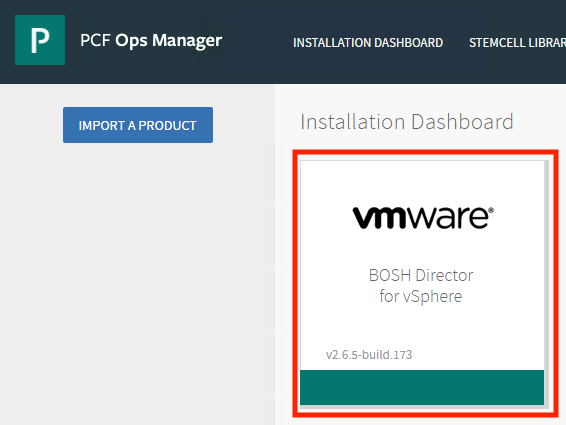 P
PCF Ops Manager
INSTALLATION DASHBOARD
STEMCELL LIBRAR
IMPORT A PRODUCT
Installation Dashboard
vmware®
BOSH Director
for vSphere
v2.6.5-build.173